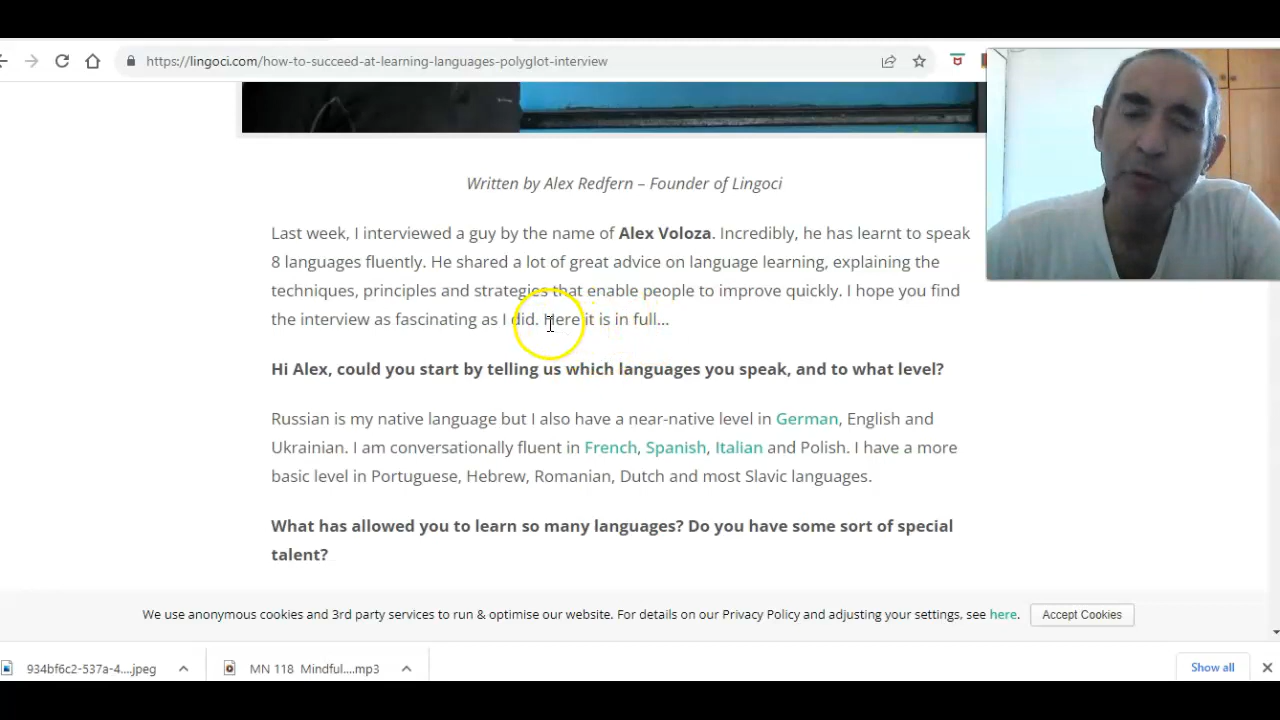 https://lingoci.com/how-to-succeed-at-learning-languages-polyglot-interview
Written by Alex Redfern – Founder of Lingoci
Last week, I interviewed a guy by the name of Alex Voloza. Incredibly, he has learnt to speak
8 languages fluently. He shared a lot of great advice on language learning, explaining the
techniques, principles and strategies that enable people to improve quickly. I hope you find
the interview as fascinating as I did. Here it is in full...
Hi Alex, could you start by telling us which languages you speak, and to what level?
Russian is my native language but I also have a near-native level in German, English and
Ukrainian. I am conversationally fluent in French, Spanish, Italian and Polish. I have a more
basic level in Portuguese, Hebrew, Romanian, Dutch and most Slavic languages.
What has allowed you to learn so many languages? Do you have some sort of special
talent?
We use anonymous cookies and 3rd party services to run & optimise our website. For details on our Privacy Policy and adjusting your settings, see here. Accept Cookies
934bf6c2-537a-4....jpeg MN 118 Mindful....mp3 Show all